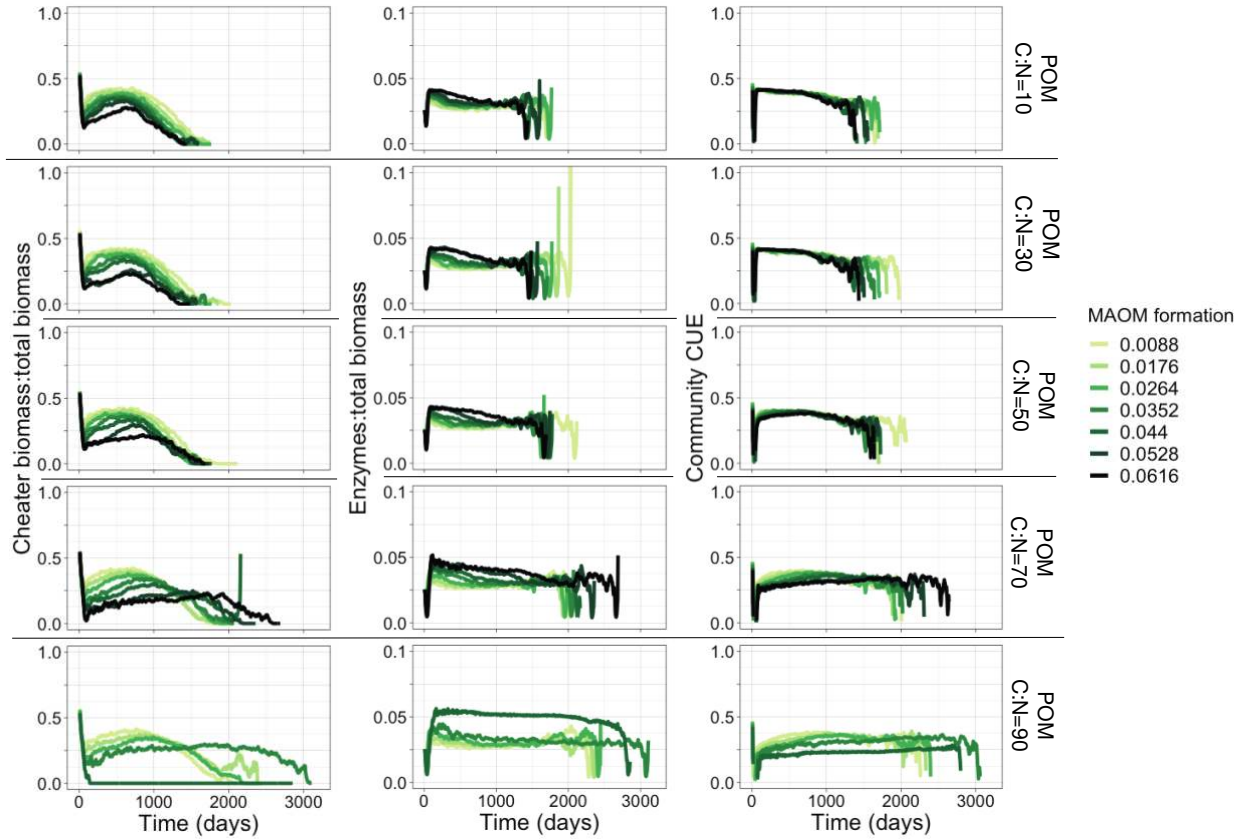 1.0
0.5
0.0
0.1
0.05
0.0
1.0
0.5
0.0
POM
C:N=10
1.0
0.5
0.0
0.1
0.05
0.0
1.0
0.5
0.0
POM
C:N=30
1.0
0.5
0.0
0.1
0.05
0.0
1.0
0.5
0.0
POM
C:N=50
1.0
0.5
0.0
0.1
0.05
0.0
1.0
0.5
0.0
POM
C:N=70
1.0
0.5
0.0
0.1
0.05
0.0
1.0
0.5
0.0
POM
C:N=90
Cheater biomass:total biomass
Enzymes:total biomass
Community CUE
0 1000 2000 3000
Time (days)
0 1000 2000 3000
Time (days)
0 1000 2000 3000
Time (days)
MAOM formation
0.0088
0.0176
0.0264
0.0352
0.044
0.0528
0.0616